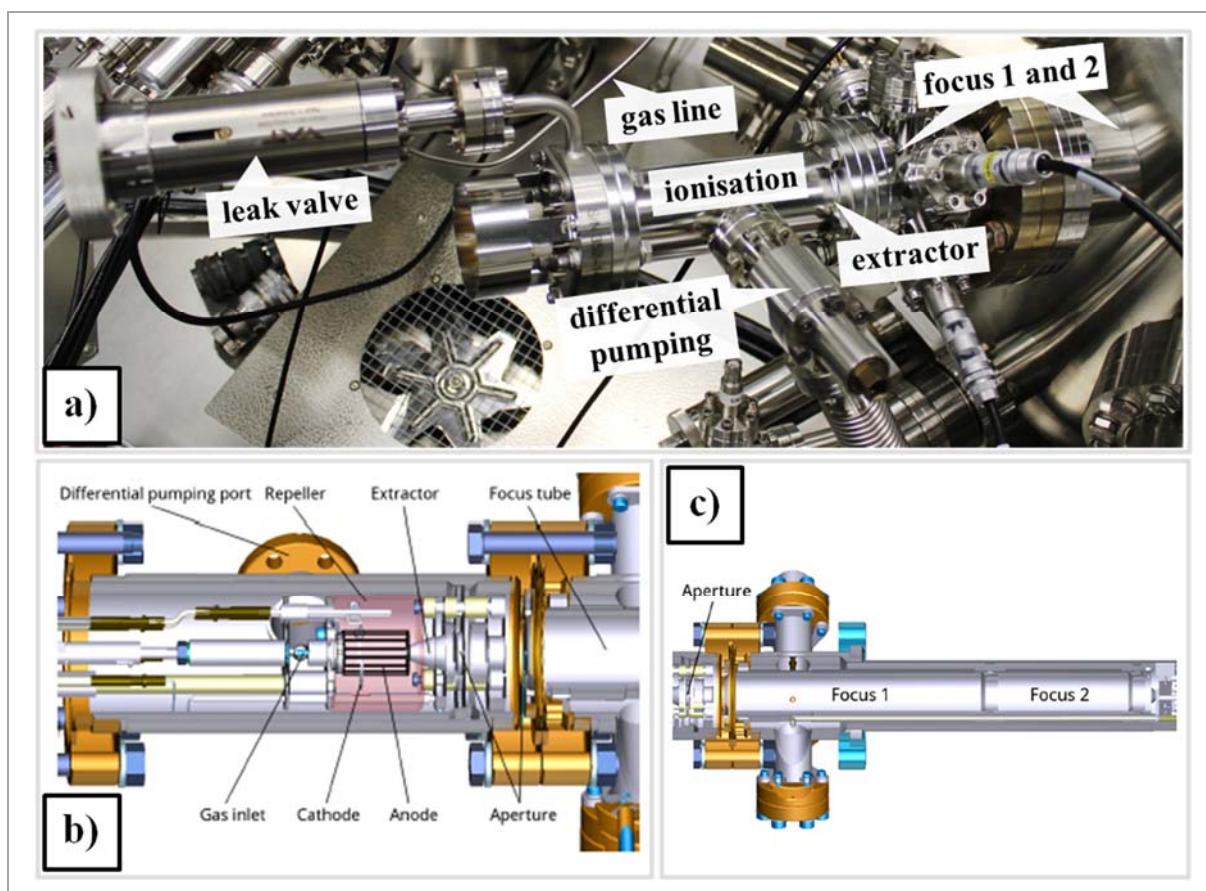 focus 1 and 2
gas line
ionisation
leak valve
extractor
differential
pumping
a)
VAT
Differential pumping port
Repeller
Extractor
Focus tube
Gas inlet
Cathode
Anode
Aperture
b)
c)
Aperture
Focus 1
Focus 2